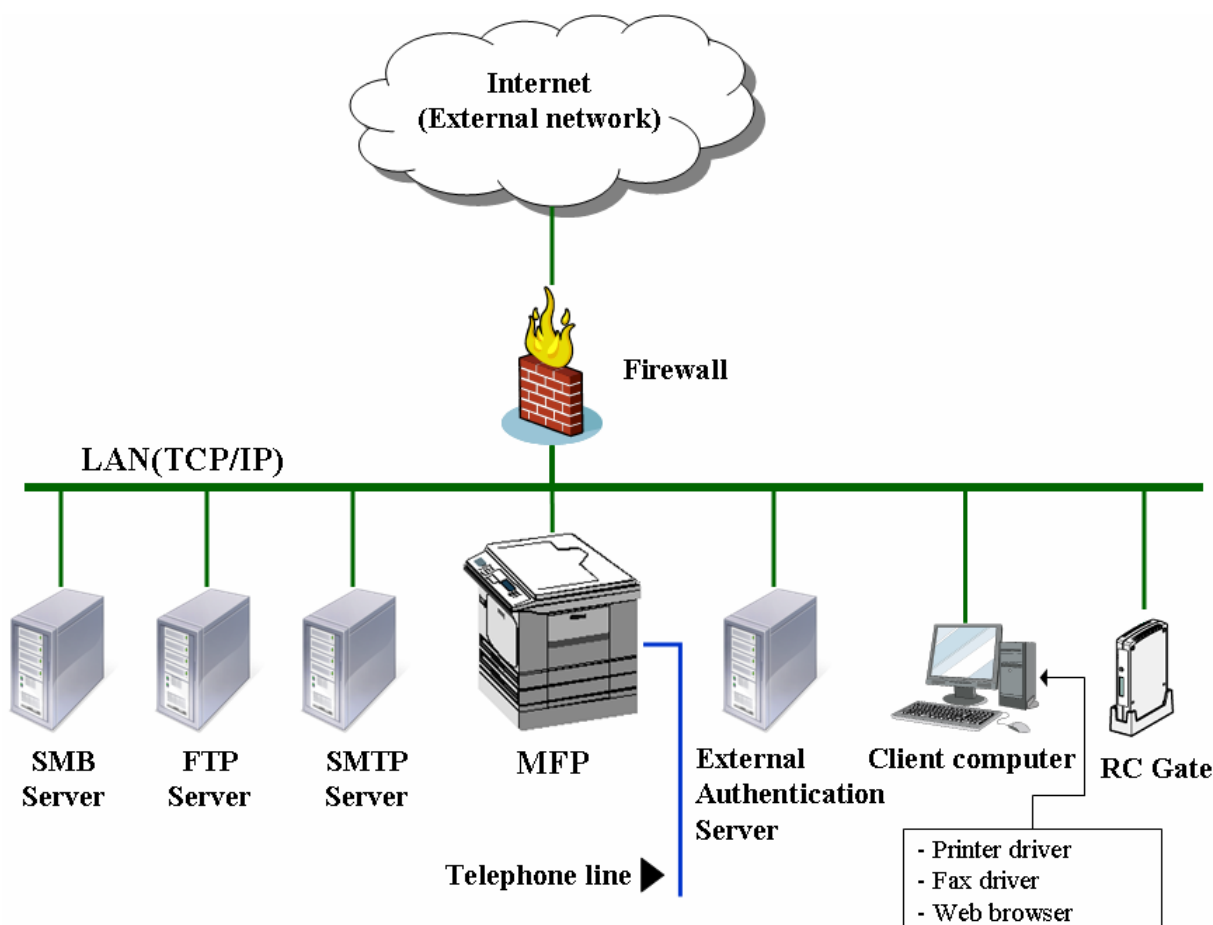 Internet
(External network)
Firewall
LAN(TCP/IP)
SMB
Server
FTP
Server
SMTP
Server
MFP
External
Authentication
Server
Client computer
RC Gate
Telephone line
- Printer driver
- Fax driver
- Web browser